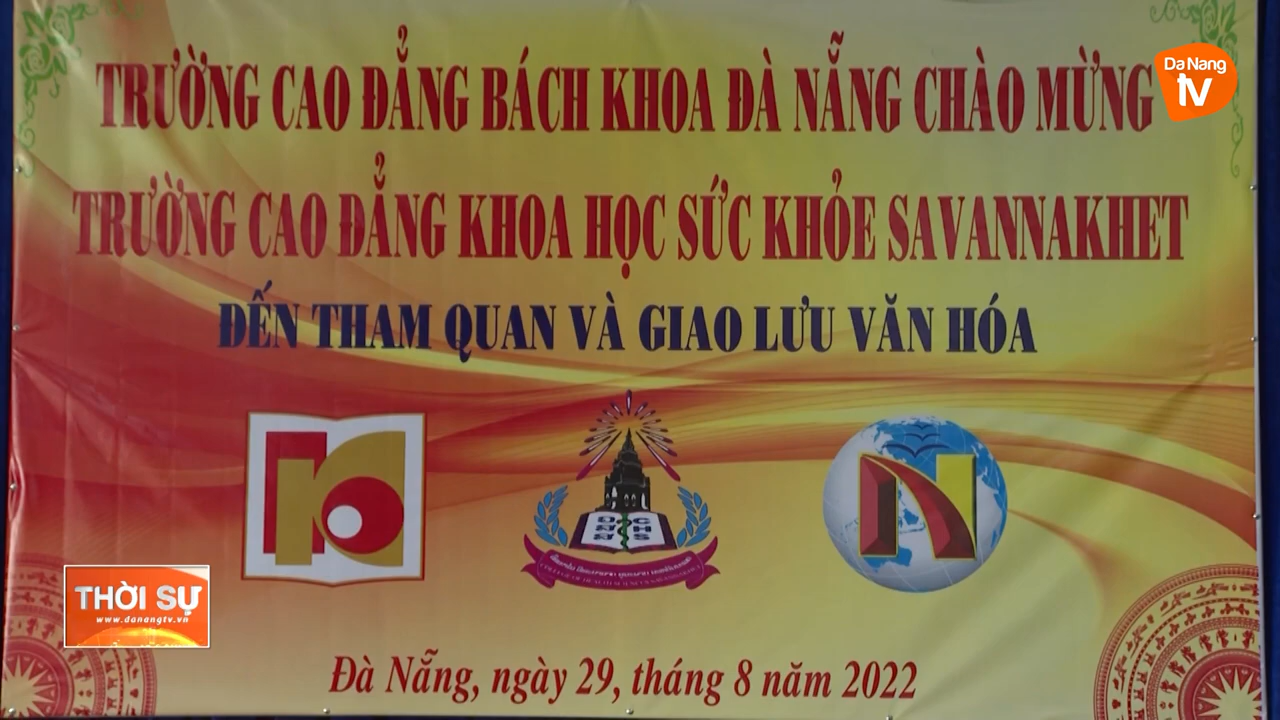 Da Nang
tv
TRƯỜNG CAO ĐẲNG BÁCH KHOA ĐÀ NẴNG CHÀO MỪNG
TRƯỜNG CAO ĐẲNG KHOA HỌC SỨC KHỎE SAVANNAKHET
ĐẾN THAM QUAN VÀ GIAO LƯU VĂN HÓA
CHS
THỜI SỰ
www.danangtv.vn
Đà Nẵng, ngày 29, tháng 8 năm 2022